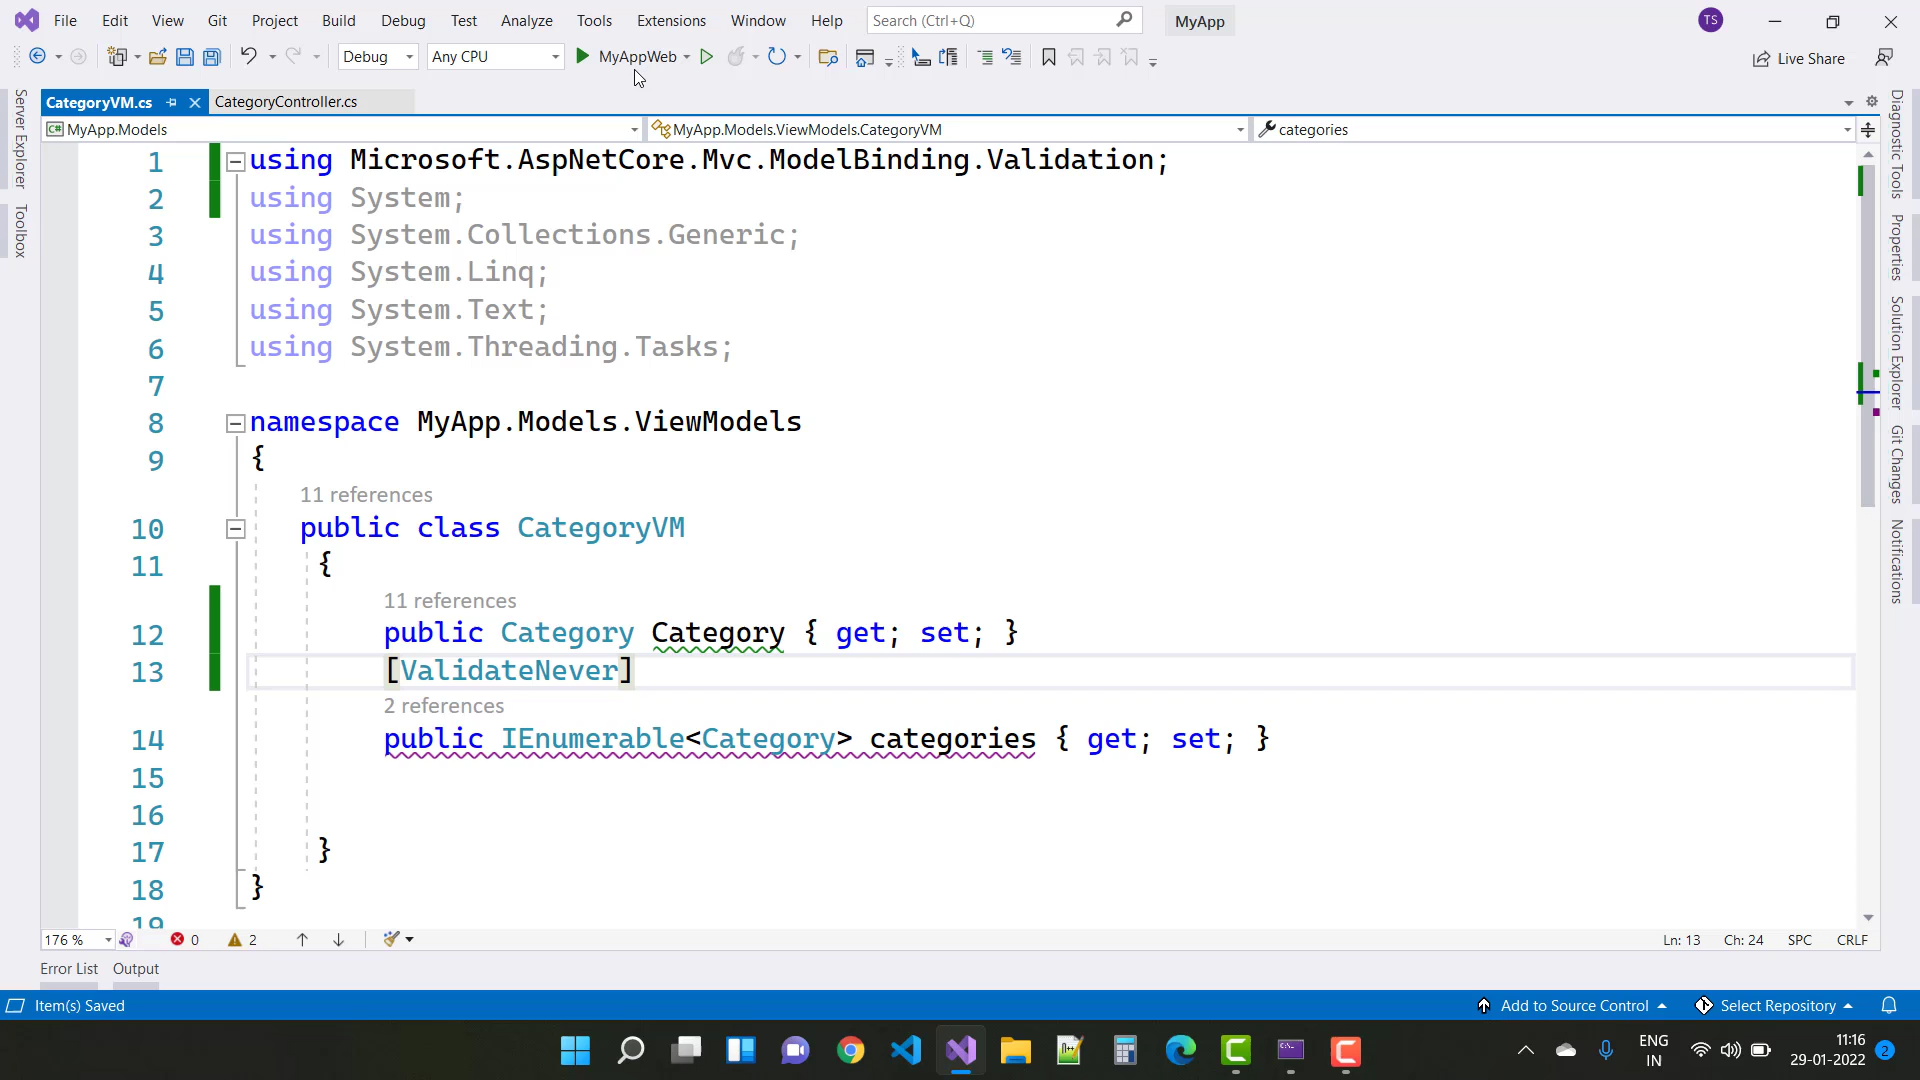 File Edit View Git Project Build Debug Test Analyze Tools Extensions Window Help Search (Ctrl+Q) MyApp TS
Debug Any CPU MyAppWeb Live Share
CategoryVM.cs CategoryController.cs
MyApp.Models MyApp.Models.ViewModels.CategoryVM categories
Server Explorer
Toolbox
1 using Microsoft.AspNetCore.Mvc.ModelBinding.Validation;
2 using System;
3 using System.Collections.Generic;
4 using System.Linq;
5 using System.Text;
6 using System.Threading.Tasks;
7
8 namespace MyApp.Models.ViewModels
9 {
11 references
10 public class CategoryVM
11 {
11 references
12 public Category Category { get; set; }
13 [ValidateNever]
2 references
14 public IEnumerable<Category> categories { get; set; }
15
16
17 }
18 }
19
Diagnostic Tools
Properties
Solution Explorer
Git Changes
Notifications
176 % 0 2 Ln: 13 Ch: 24 SPC CRLF
Error List Output
Item(s) Saved Add to Source Control Select Repository
ENG
IN
11:16
29-01-2022
2